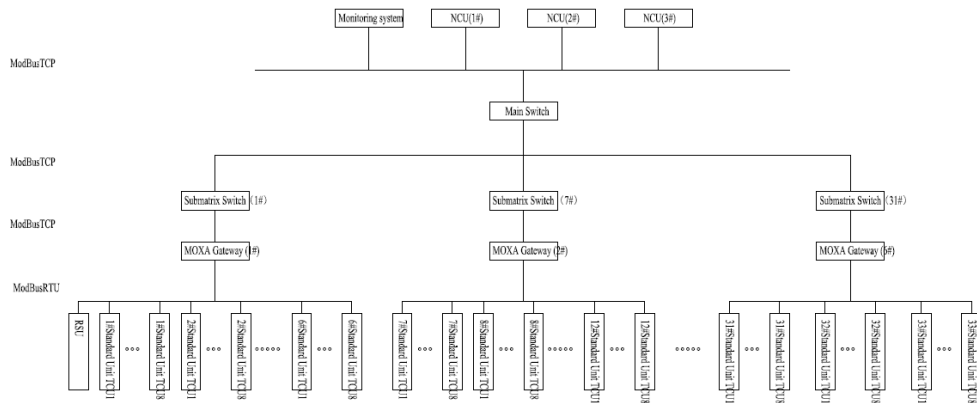 Monitoring system
NCU(1#)
NCU(2#)
NCU(3#)
ModBusTCP
Main Switch
ModBusTCP
Submatrix Switch（1#）
Submatrix Switch（7#）
Submatrix Switch（31#）
ModBusTCP
MOXA Gateway (1#)
MOXA Gateway (2#)
MOXA Gateway (6#)
ModBusRTU
RSU
1#Standard Unit TCU1
1#Standard Unit TCU8
2#Standard Unit TCU1
2#Standard Unit TCU8
6#Standard Unit TCU1
6#Standard Unit TCU8
7#Standard Unit TCU1
7#Standard Unit TCU8
8#Standard Unit TCU1
8#Standard Unit TCU8
12#Standard Unit TCU1
12#Standard Unit TCU8
31#Standard Unit TCU1
31#Standard Unit TCU8
32#Standard Unit TCU1
32#Standard Unit TCU8
33#Standard Unit TCU1
33#Standard Unit TCU8